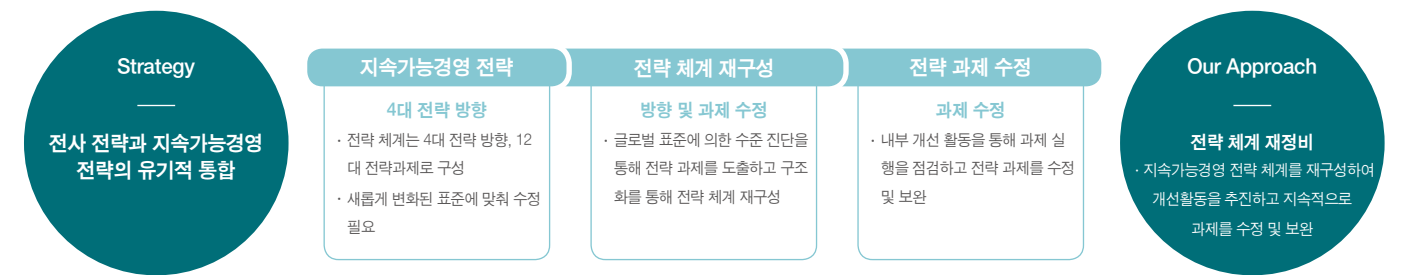 Strategy
전사 전략과 지속가능경영
전략의 유기적 통합
지속가능경영 전략
4대 전략 방향
· 전략 체계는 4대 전략 방향, 12
대 전략과제로 구성
· 새롭게 변화된 표준에 맞춰 수정
필요
전략 체계 재구성
방향 및 과제 수정
· 글로벌 표준에 의한 수준 진단을
통해 전략 과제를 도출하고 구조
화를 통해 전략 체계 재구성
전략 과제 수정
과제 수정
· 내부 개선 활동을 통해 과제 실
행을 점검하고 전략 과제를 수정
및 보완
Our Approach
전략 체계 재정비
· 지속가능경영 전략 체계를 재구성하여
개선활동을 추진하고 지속적으로
과제를 수정 및 보완